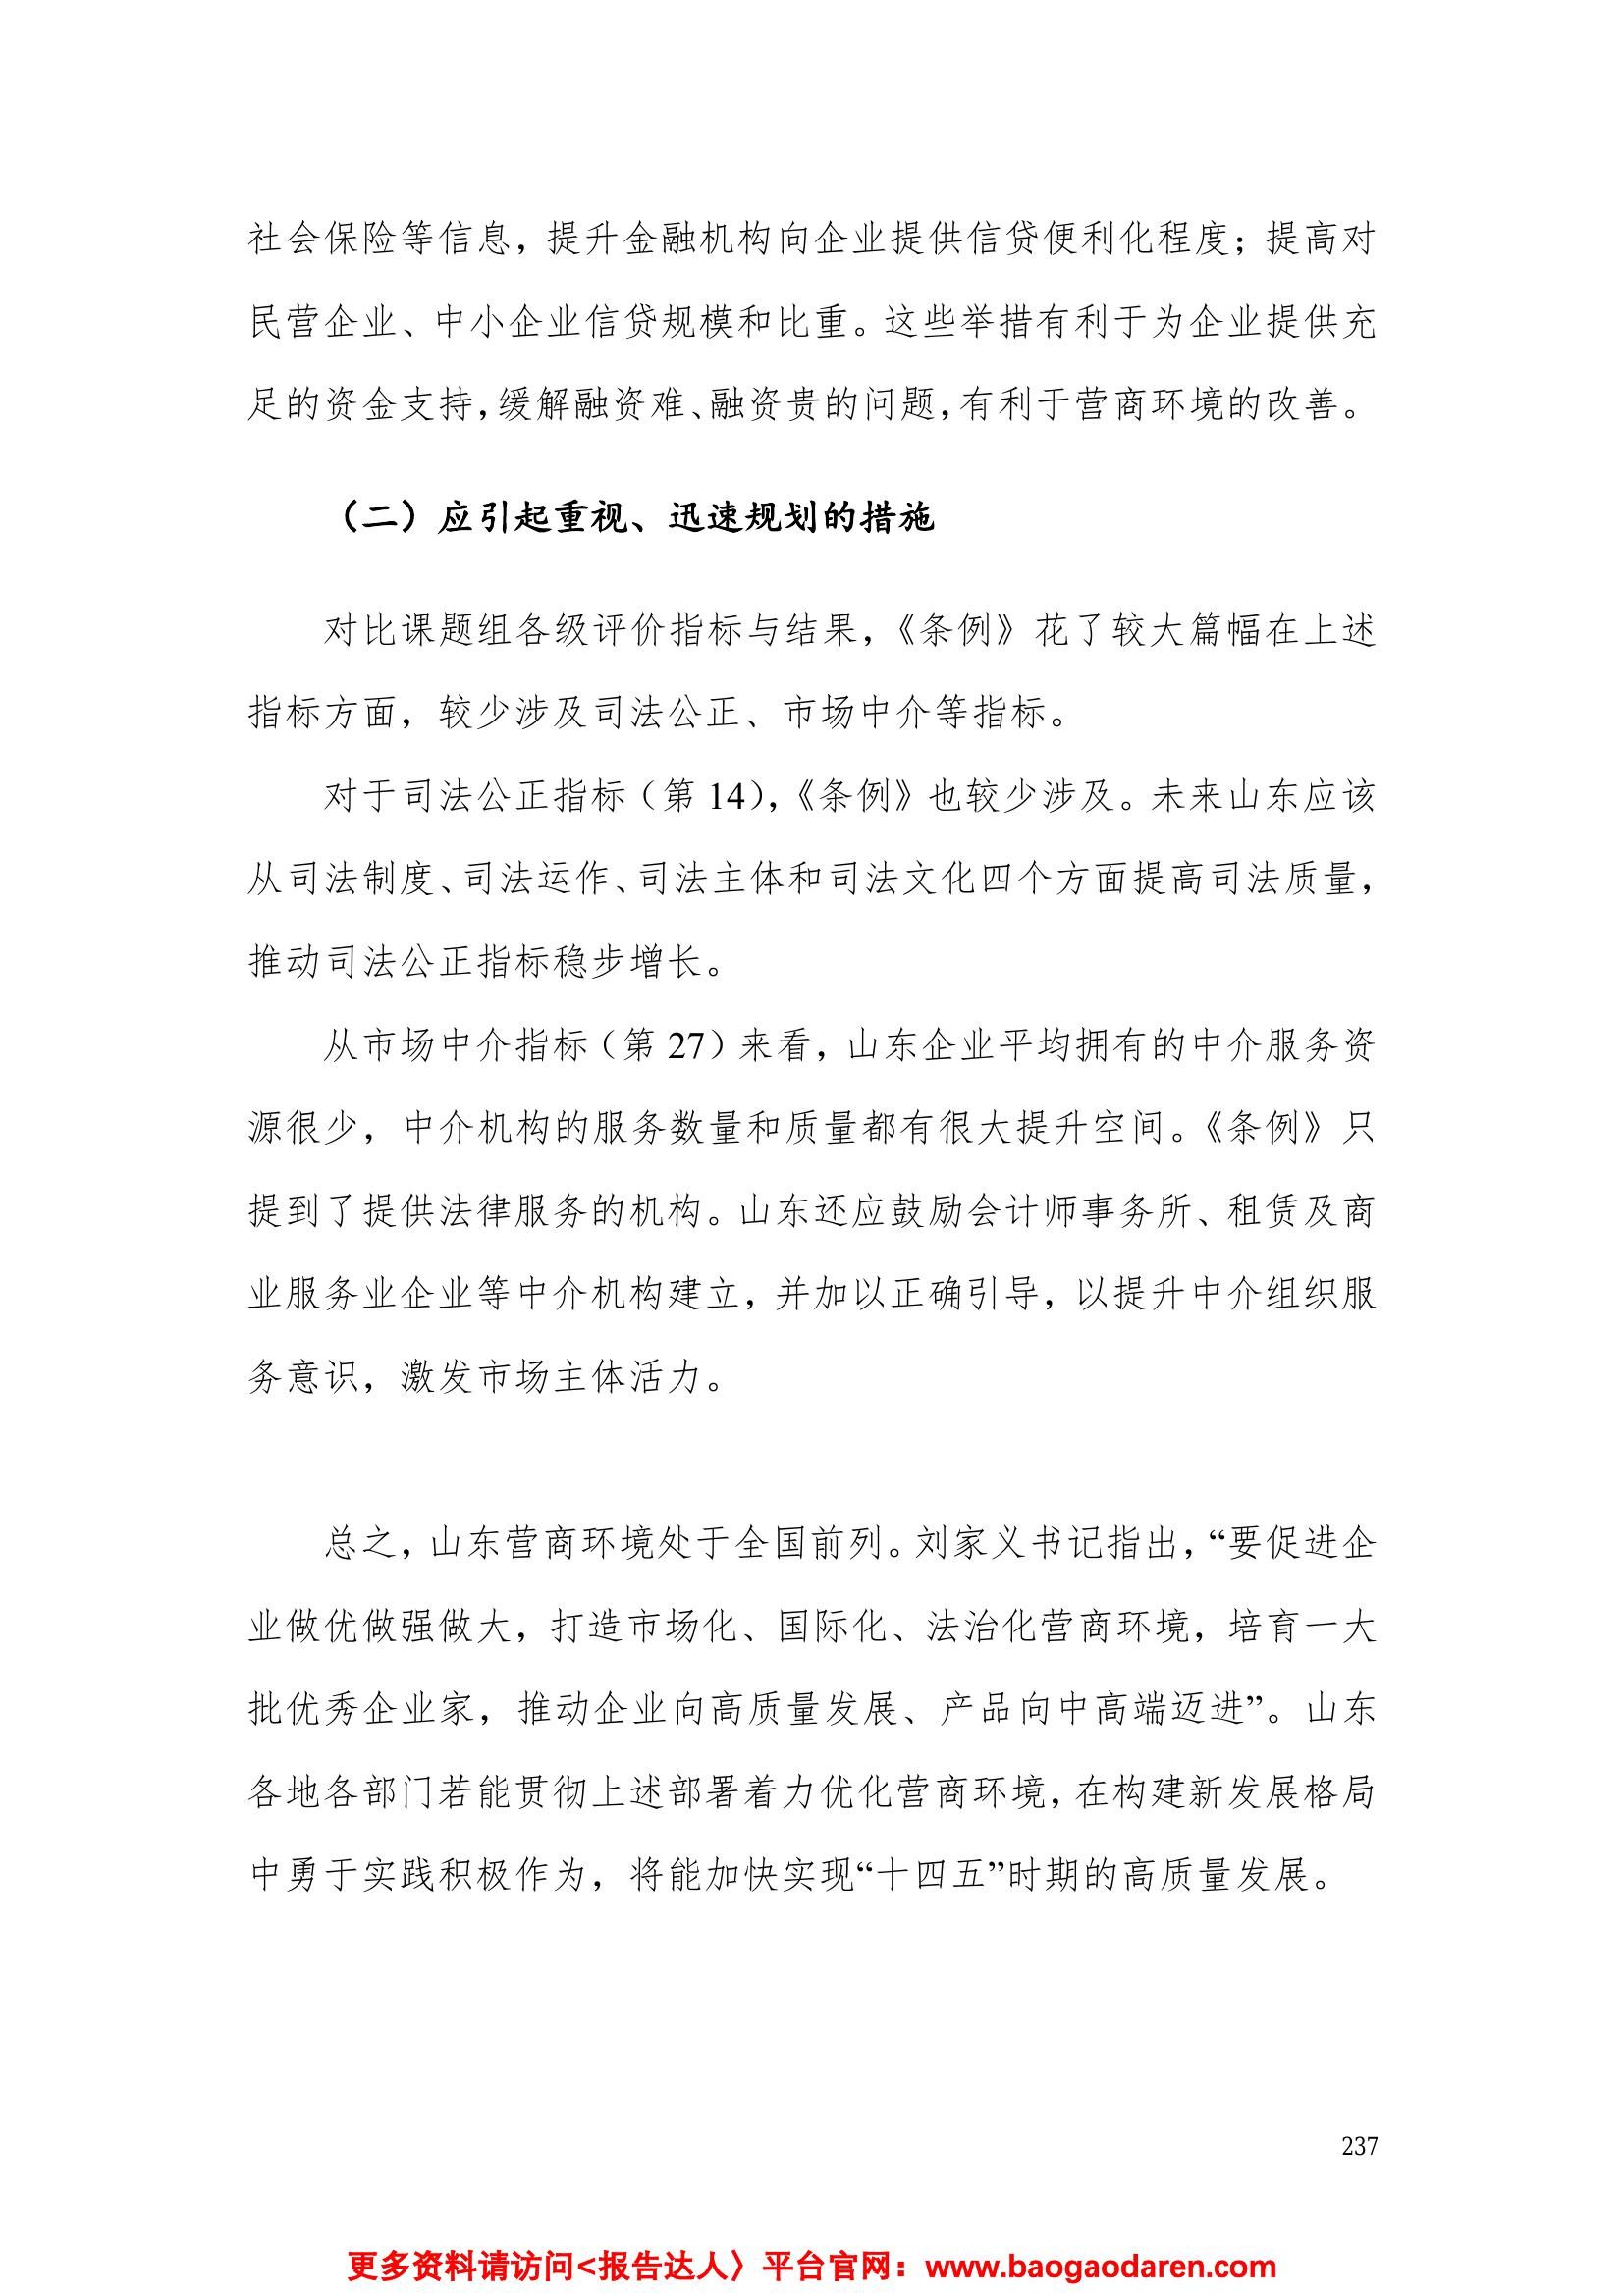 社会保险等信息，提升金融机构向企业提供信贷便利化程度；提高对
民营企业、中小企业信贷规模和比重。这些举措有利于为企业提供充
足的资金支持，缓解融资难、融资贵的问题，有利于营商环境的改善。
（二）应引起重视、迅速规划的措施
对比课题组各级评价指标与结果，《条例》花了较大篇幅在上述
指标方面，较少涉及司法公正、市场中介等指标。
对于司法公正指标（第 14），《条例》也较少涉及。未来山东应该
从司法制度、司法运作、司法主体和司法文化四个方面提高司法质量，
推动司法公正指标稳步增长。
从市场中介指标（第 27）来看，山东企业平均拥有的中介服务资
源很少，中介机构的服务数量和质量都有很大提升空间。《条例》只
提到了提供法律服务的机构。山东还应鼓励会计师事务所、租赁及商
业服务业企业等中介机构建立，并加以正确引导，以提升中介组织服
务意识，激发市场主体活力。
总之，山东营商环境处于全国前列。刘家义书记指出，“要促进企
业做优做强做大，打造市场化、国际化、法治化营商环境，培育一大
批优秀企业家，推动企业向高质量发展、产品向中高端迈进”。山东
各地各部门若能贯彻上述部署着力优化营商环境，在构建新发展格局
中勇于实践积极作为，将能加快实现“十四五”时期的高质量发展。
237
更多资料请访问<报告达人〉平台官网：www.baogaodaren.com